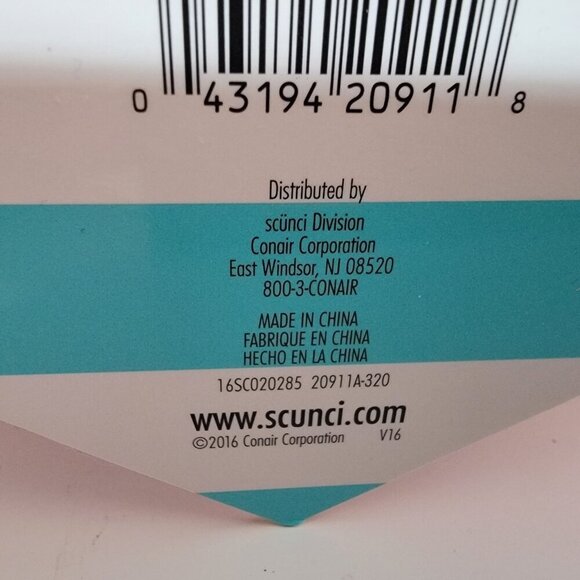 0 43194 20911 8
Distributed by
scünci Division
Conair Corporation
East Windsor, NJ 08520
800-3-CONAIR
MADE IN CHINA
FABRIQUE EN CHINA
HECHO EN LA CHINA
16SC020285 20911A-320
www.scunci.com
©2016 Conair Corporation V16